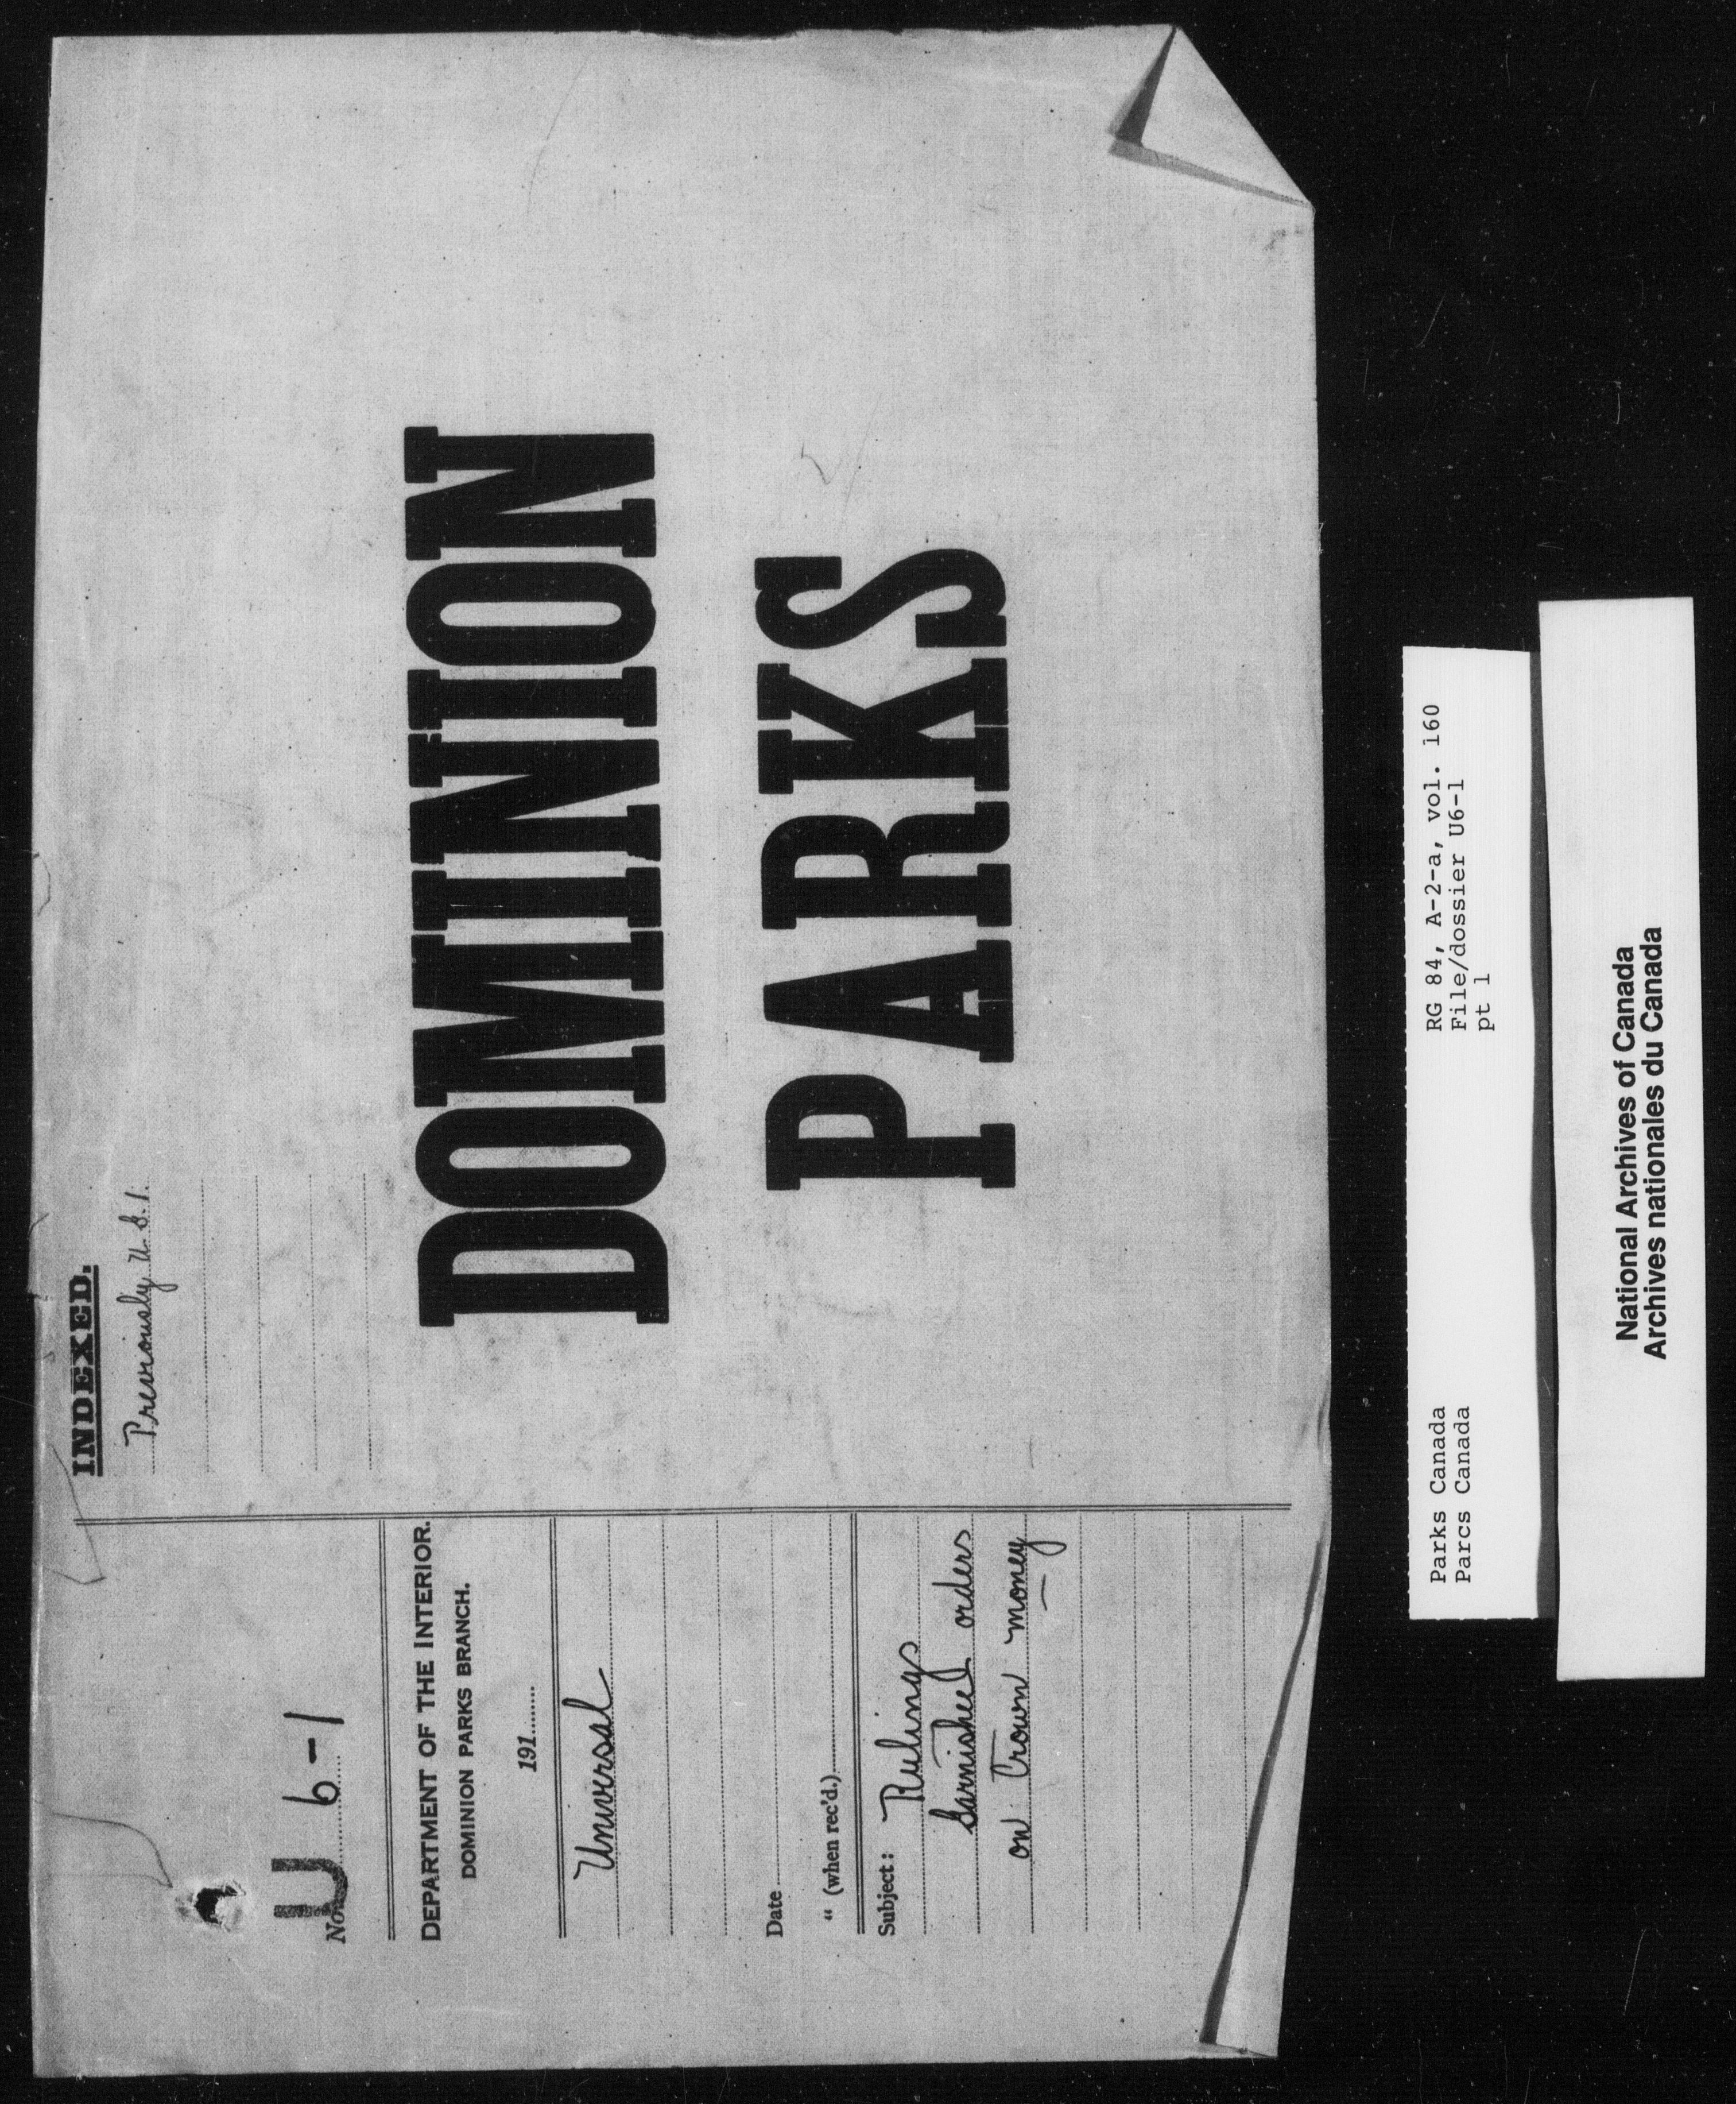 INDEXED.
Previously U. S. 1.
U
No. 6-1
DEPARTMENT OF THE INTERIOR.
DOMINION PARKS BRANCH.
191
Universal
Date
" (when rec'd.)
Subject: Rulings
Garnishee orders
on Crown money
DOMINION
PARKS
Parks Canada
Parcs Canada
RG 84, A-2-a, vol. 160
File/dossier U6-1
pt 1
National Archives of Canada
Archives nationales du Canada